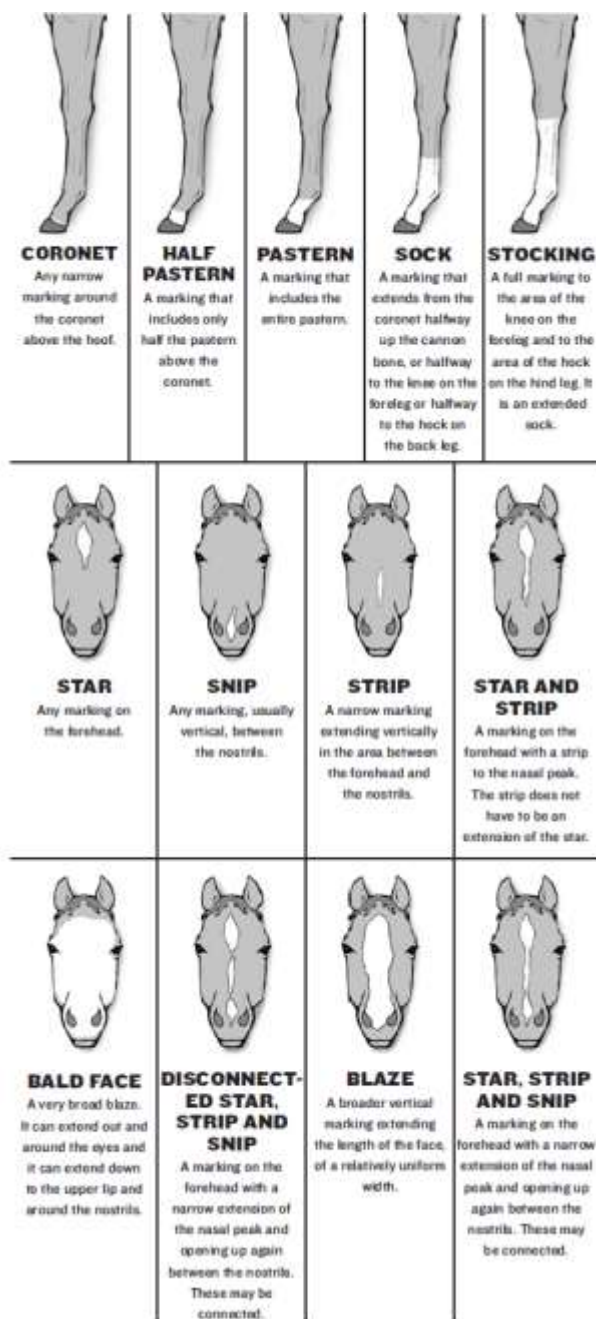 CORONET
Any narrow
marking around
the coronet
above the hoof.
HALF
PASTERN
A marking that
includes only
half the pastern
above the
coronet.
PASTERN
A marking that
includes the
entire pastern.
SOCK
A marking that
extends from the
coronet halfway
up the cannon
bone, or halfway
to the knee on the
foreleg or halfway
to the hock on
the back leg.
STOCKING
A full marking to
the area of the
knee on the
foreleg and to the
area of the hock
on the hind leg. It
is an extended
sock.
STAR
Any marking on
the forehead.
SNIP
Any marking, usually
vertical, between
the nostrils.
STRIP
A narrow marking
extending vertically
in the area between
the forehead and
the nostrils.
STAR AND
STRIP
A marking on the
forehead with a strip
to the nasal peak.
The strip does not
have to be an
extension of the star.
BALD FACE
A very broad blaze.
It can extend out and
around the eyes and
it can extend down
to the upper lip and
around the nostrils.
DISCONNECT-
ED STAR,
STRIP AND
SNIP
A marking on the
forehead with a
narrow extension of
the nasal peak and
opening up again
between the nostrils.
These may be
connected.
BLAZE
A broader vertical
marking extending
the length of the face,
of a relatively uniform
width.
STAR, STRIP
AND SNIP
A marking on the
forehead with a narrow
extension of the nasal
peak and opening up
again between the
nostrils. These may
be connected.